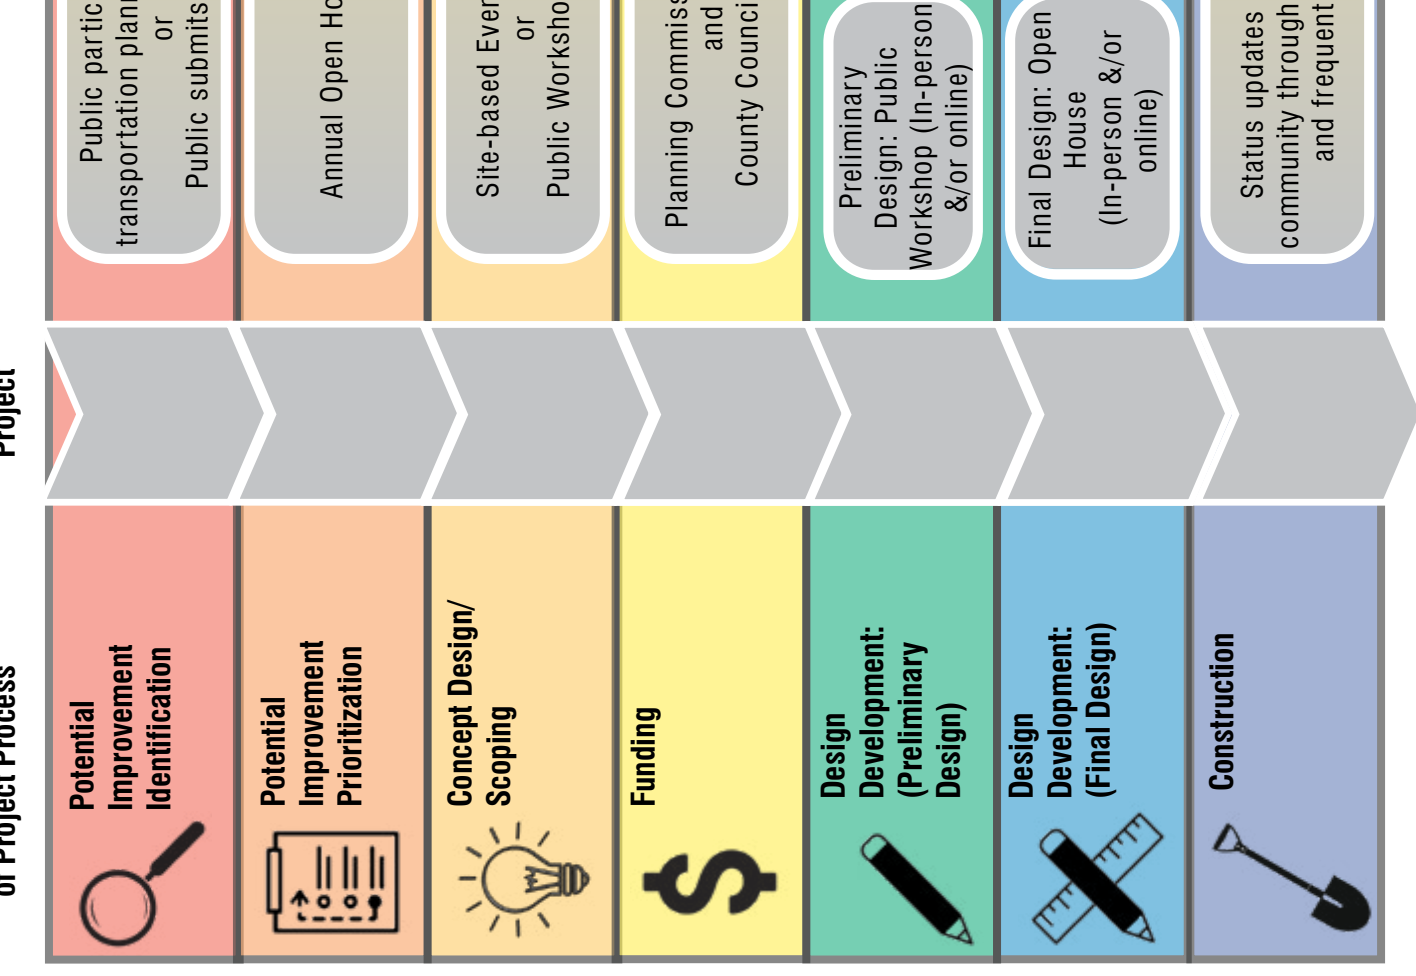 of Project Process
Project
Potential
Improvement
Identification
Public partic
transportation plann
or
Public submits
Potential
Improvement
Prioritization
Annual Open Ho
Concept Design/
Scoping
Site-based Even
or
Public Worksho
Funding
Planning Commiss
and
County Counci
Design
Development:
(Preliminary
Design)
Preliminary
Design: Public
Workshop (In-person
&/or online)
Design
Development:
(Final Design)
Final Design: Open
House
(In-person &/or
online)
Construction
Status updates
community through
and frequent